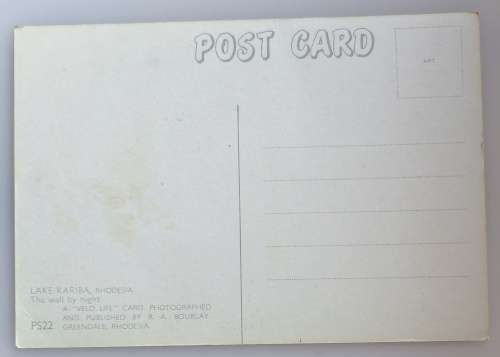 POST CARD
LAKE KARIBA, RHODESIA
The wall by night
A "VELD LIFE" CARD PHOTOGRAPHED
AND PUBLISHED BY R. A. BOURLAY
PS22 GREENDALE, RHODESIA